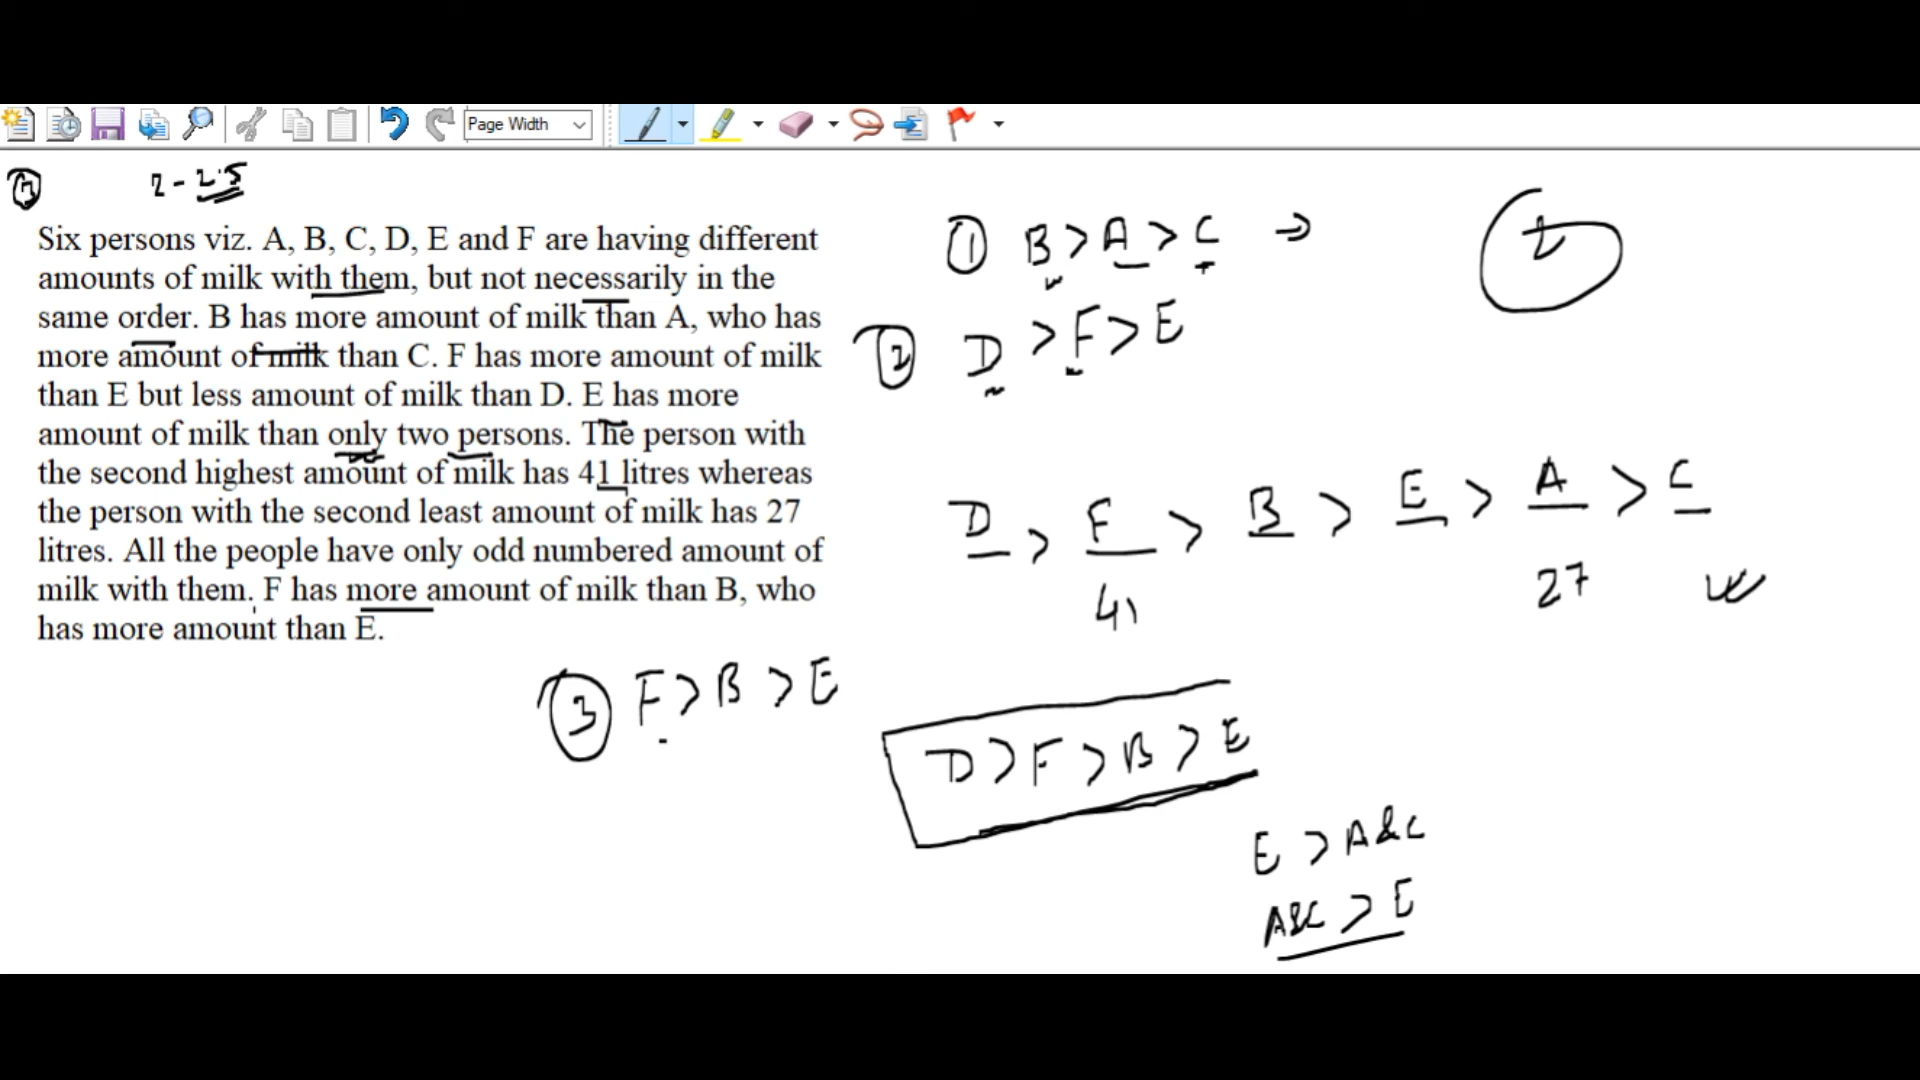 Page Width
2 - 2.5
Six persons viz. A, B, C, D, E and F are having different
amounts of milk with them, but not necessarily in the
same order. B has more amount of milk than A, who has
more amount of milk than C. F has more amount of milk
than E but less amount of milk than D. E has more
amount of milk than only two persons. The person with
the second highest amount of milk has 41 litres whereas
the person with the second least amount of milk has 27
litres. All the people have only odd numbered amount of
milk with them. F has more amount of milk than B, who
has more amount than E.
1 B > A > C →
2 D > F > E
D > F > B > E > A > C
41 27
3 F > B > E
D > F > B > E
E > A & C
A&C > E